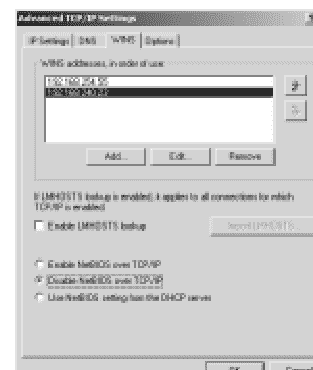 Advanced TCP/IP Settings
IP Settings DNS WINS Options
WINS addresses, in order of use:
Add... Edit... Remove
If LMHOSTS lookup is enabled, it applies to all connections for which
TCP/IP is enabled.
Enable LMHOSTS lookup
Import LMHOSTS...
Enable NetBIOS over TCP/IP
Disable NetBIOS over TCP/IP
Use NetBIOS setting from the DHCP server